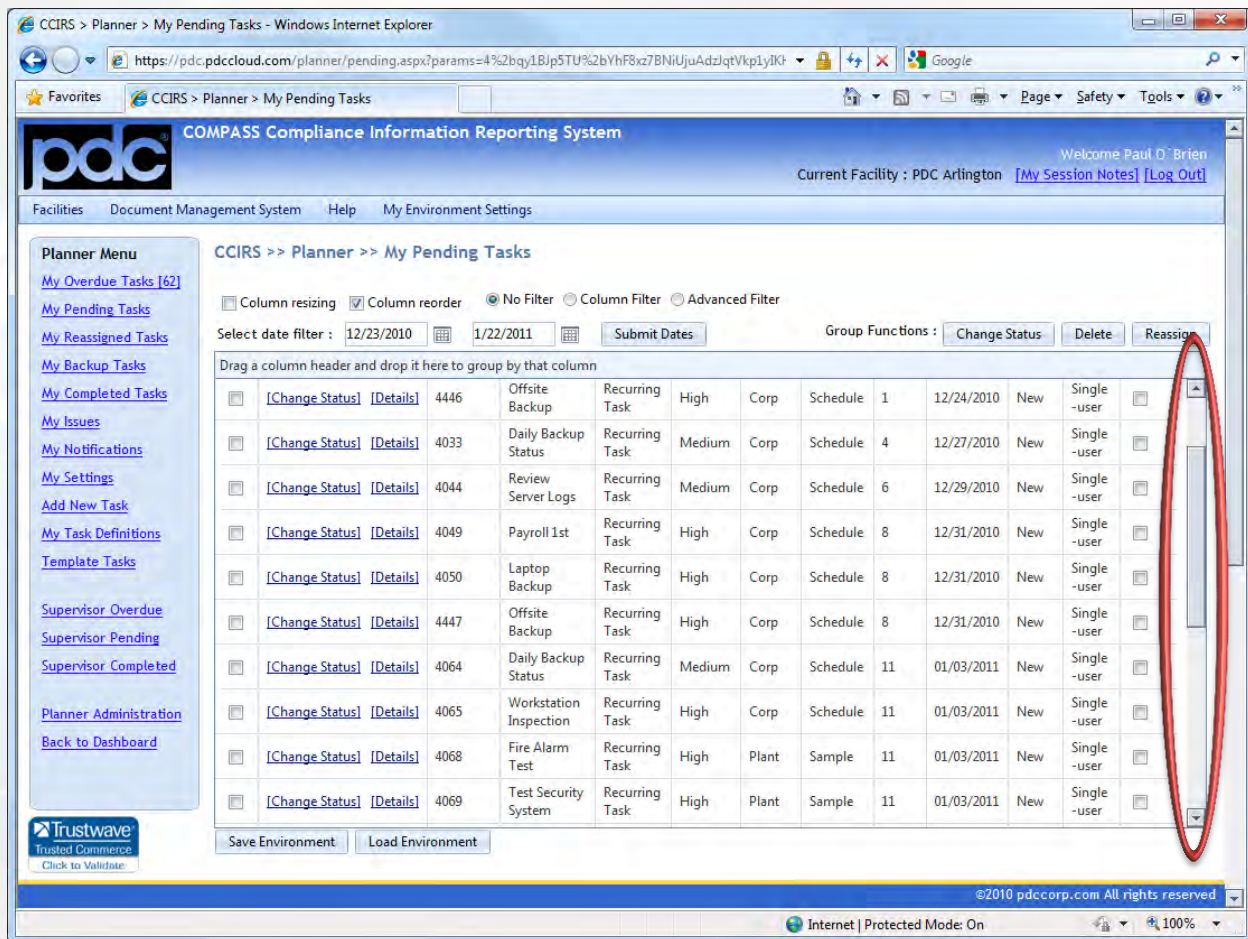 CCIRS > Planner > My Pending Tasks - Windows Internet Explorer
https://pdc.pdccloud.com/planner/pending.aspx?params=4%2bqy1BJp5TU%2bYhF8xz7BNiUjuAdzJqtVkp1yIKH
Google
Favorites CCIRS > Planner > My Pending Tasks Page Safety Tools
pdc
COMPASS Compliance Information Reporting System
Welcome Paul O`Brien
Current Facility : PDC Arlington [My Session Notes] [Log Out]
Facilities Document Management System Help My Environment Settings
Planner Menu
My Overdue Tasks [62]
My Pending Tasks
My Reassigned Tasks
My Backup Tasks
My Completed Tasks
My Issues
My Notifications
My Settings
Add New Task
My Task Definitions
Template Tasks
Supervisor Overdue
Supervisor Pending
Supervisor Completed
Planner Administration
Back to Dashboard
Trustwave
Trusted Commerce
Click to Validate
CCIRS >> Planner >> My Pending Tasks
Column resizing Column reorder No Filter Column Filter Advanced Filter
Select date filter : 12/23/2010 1/22/2011 Submit Dates Group Functions : Change Status Delete Reassign
Drag a column header and drop it here to group by that column
[Change Status] [Details] 4446 Offsite Backup Recurring Task High Corp Schedule 1 12/24/2010 New Single-user
[Change Status] [Details] 4033 Daily Backup Status Recurring Task Medium Corp Schedule 4 12/27/2010 New Single-user
[Change Status] [Details] 4044 Review Server Logs Recurring Task Medium Corp Schedule 6 12/29/2010 New Single-user
[Change Status] [Details] 4049 Payroll 1st Recurring Task High Corp Schedule 8 12/31/2010 New Single-user
[Change Status] [Details] 4050 Laptop Backup Recurring Task High Corp Schedule 8 12/31/2010 New Single-user
[Change Status] [Details] 4447 Offsite Backup Recurring Task High Corp Schedule 8 12/31/2010 New Single-user
[Change Status] [Details] 4064 Daily Backup Status Recurring Task Medium Corp Schedule 11 01/03/2011 New Single-user
[Change Status] [Details] 4065 Workstation Inspection Recurring Task High Corp Schedule 11 01/03/2011 New Single-user
[Change Status] [Details] 4068 Fire Alarm Test Recurring Task High Plant Sample 11 01/03/2011 New Single-user
[Change Status] [Details] 4069 Test Security System Recurring Task High Plant Sample 11 01/03/2011 New Single-user
Save Environment Load Environment
©2010 pdccorp.com All rights reserved
Internet | Protected Mode: On 100%